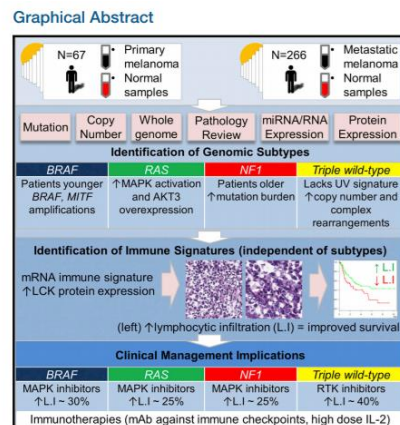 Graphical Abstract
N=67
Primary melanoma
Normal samples
N=266
Metastatic melanoma
Normal samples
Mutation
Copy Number
Whole genome
Pathology Review
miRNA/RNA Expression
Protein Expression
Identification of Genomic Subtypes
BRAF
RAS
NF1
Triple wild-type
Patients younger
BRAF, MITF
amplifications
↑MAPK activation
and AKT3
overexpression
Patients older
↑mutation burden
Lacks UV signature
↑copy number and
complex
rearrangements
Identification of Immune Signatures (independent of subtypes)
mRNA immune signature
↑LCK protein expression
↑ L.I
↓ L.I
(left) ↑lymphocytic infiltration (L.I) = improved survival
Clinical Management Implications
BRAF
RAS
NF1
Triple wild-type
MAPK inhibitors
↑L.I ~ 30%
MAPK inhibitors
↑L.I ~ 25%
MAPK inhibitors
↑L.I ~ 25%
RTK inhibitors
↑L.I ~ 40%
Immunotherapies (mAb against immune checkpoints, high dose IL-2)